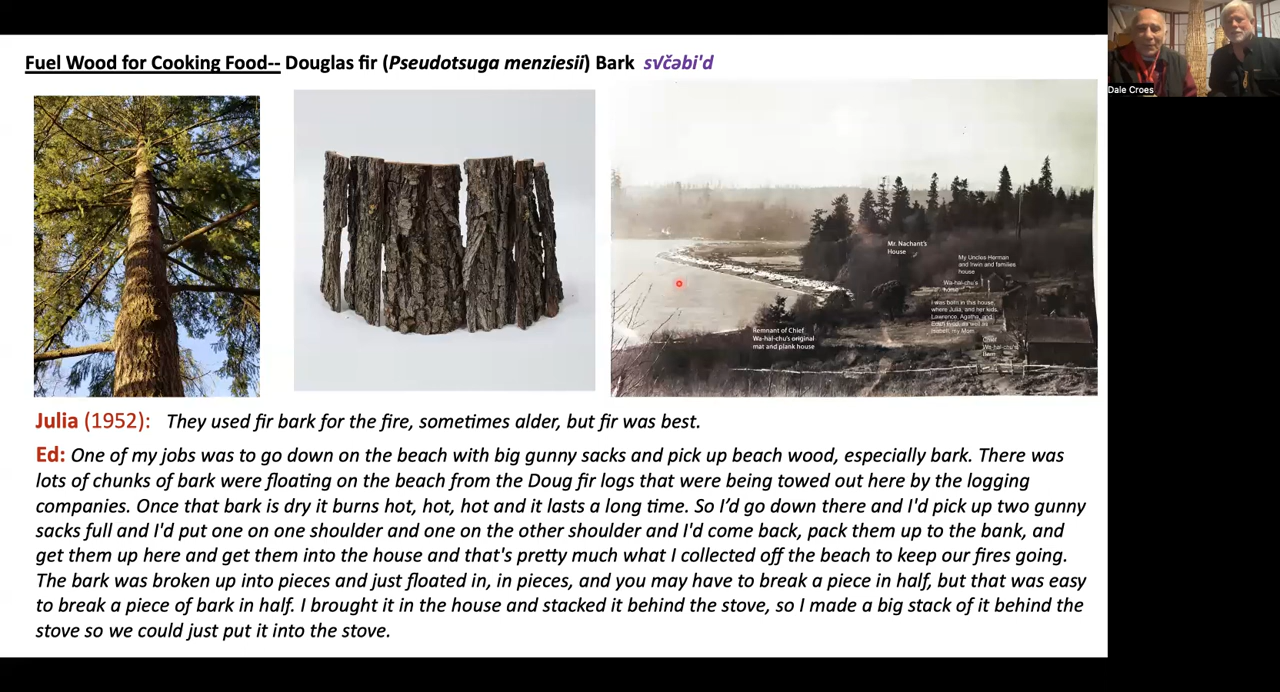 Fuel Wood for Cooking Food-- Douglas fir (Pseudotsuga menziesii) Bark s√čəbi'd
Dale Croes
Mr. Nachant's
House
My Uncles Herman
and Irwin and families
house
Wa-hal-chu's
home
I was born in this house,
where Julia, and her kids,
Lawrence, Agatha, and
Edith lived, as well as
myself, my Mom.
Remnant of Chief
Wa-hal-chu's original
mat and plank house
Chief
Wa-hal-chu's
Barn
Julia (1952): They used fir bark for the fire, sometimes alder, but fir was best.
Ed: One of my jobs was to go down on the beach with big gunny sacks and pick up beach wood, especially bark. There was
lots of chunks of bark were floating on the beach from the Doug fir logs that were being towed out here by the logging
companies. Once that bark is dry it burns hot, hot, hot and it lasts a long time. So I'd go down there and I'd pick up two gunny
sacks full and I'd put one on one shoulder and one on the other shoulder and I'd come back, pack them up to the bank, and
get them up here and get them into the house and that's pretty much what I collected off the beach to keep our fires going.
The bark was broken up into pieces and just floated in, in pieces, and you may have to break a piece in half, but that was easy
to break a piece of bark in half. I brought it in the house and stacked it behind the stove, so I made a big stack of it behind the
stove so we could just put it into the stove.